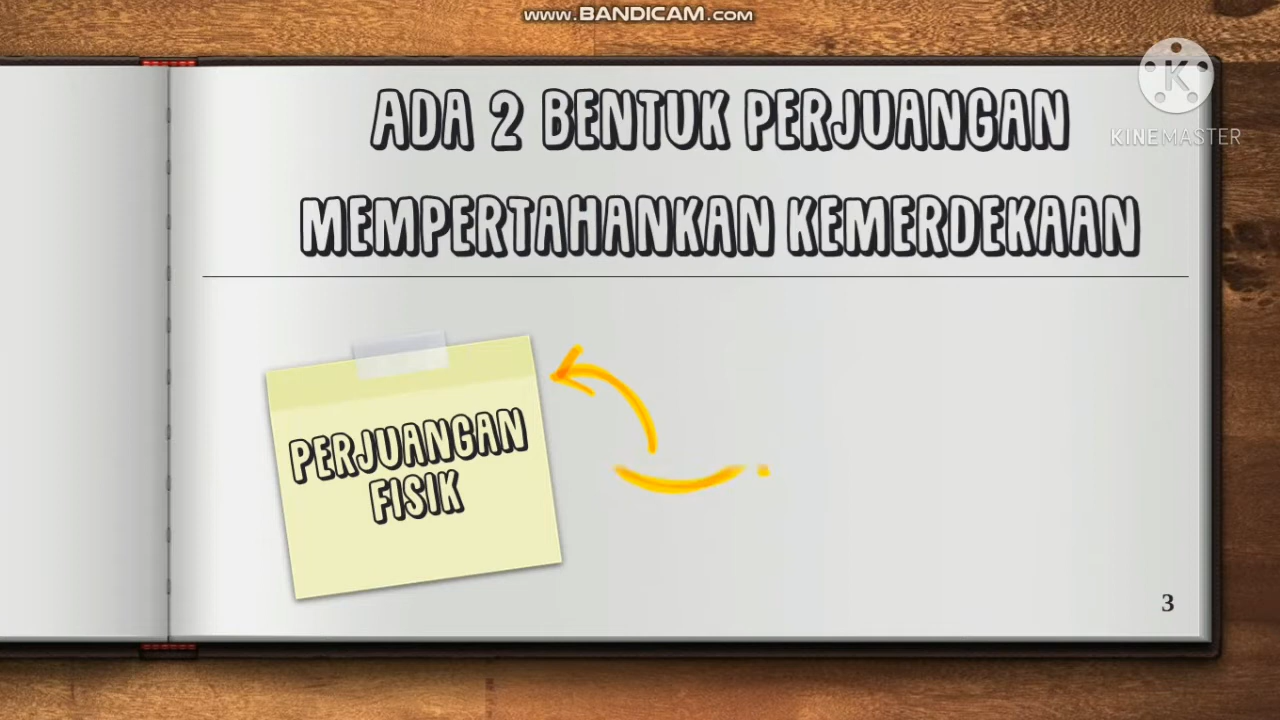 www.BANDICAM.com
KINEMASTER
ADA 2 BENTUK PERJUANGAN
MEMPERTAHANKAN KEMERDEKAAN
PERJUANGAN
FISIK
3